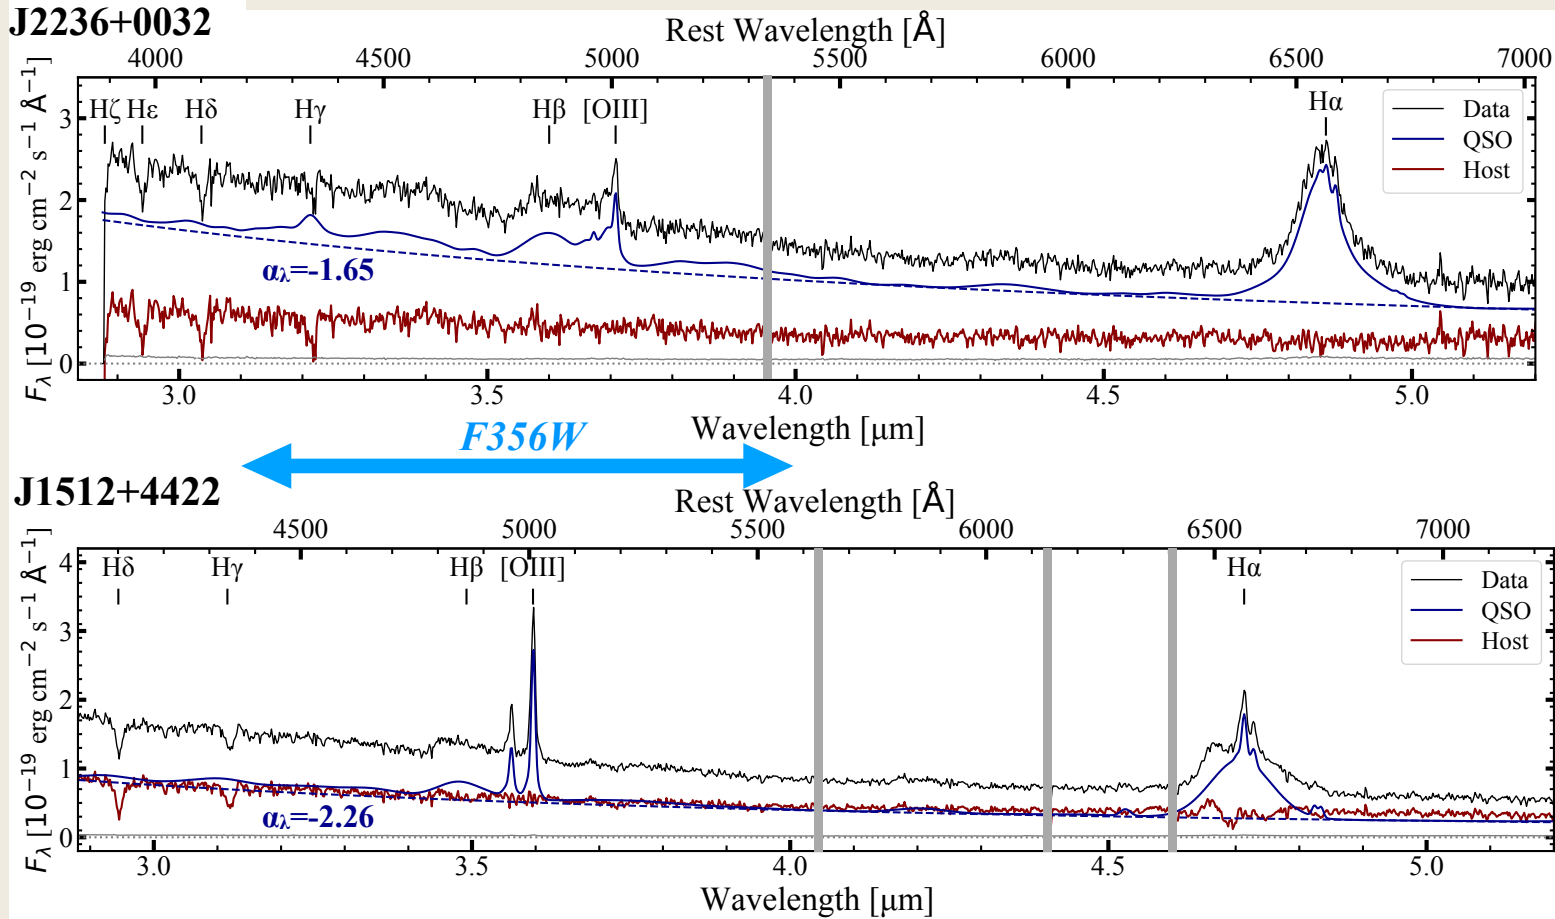 J2236+0032
Rest Wavelength [Å]
4000 4500 5000 5500 6000 6500 7000
Hζ Hε Hδ Hγ Hβ [OIII] Hα
Data
QSO
Host
α_λ=-1.65
F_λ [10⁻¹⁹ erg cm⁻² s⁻¹ Å⁻¹]
3
2
1
0
3.0 3.5 4.0 4.5 5.0
Wavelength [μm]
F356W
J1512+4422
Rest Wavelength [Å]
4500 5000 5500 6000 6500 7000
Hδ Hγ Hβ [OIII] Hα
Data
QSO
Host
α_λ=-2.26
F_λ [10⁻¹⁹ erg cm⁻² s⁻¹ Å⁻¹]
4
3
2
1
0
3.0 3.5 4.0 4.5 5.0
Wavelength [μm]